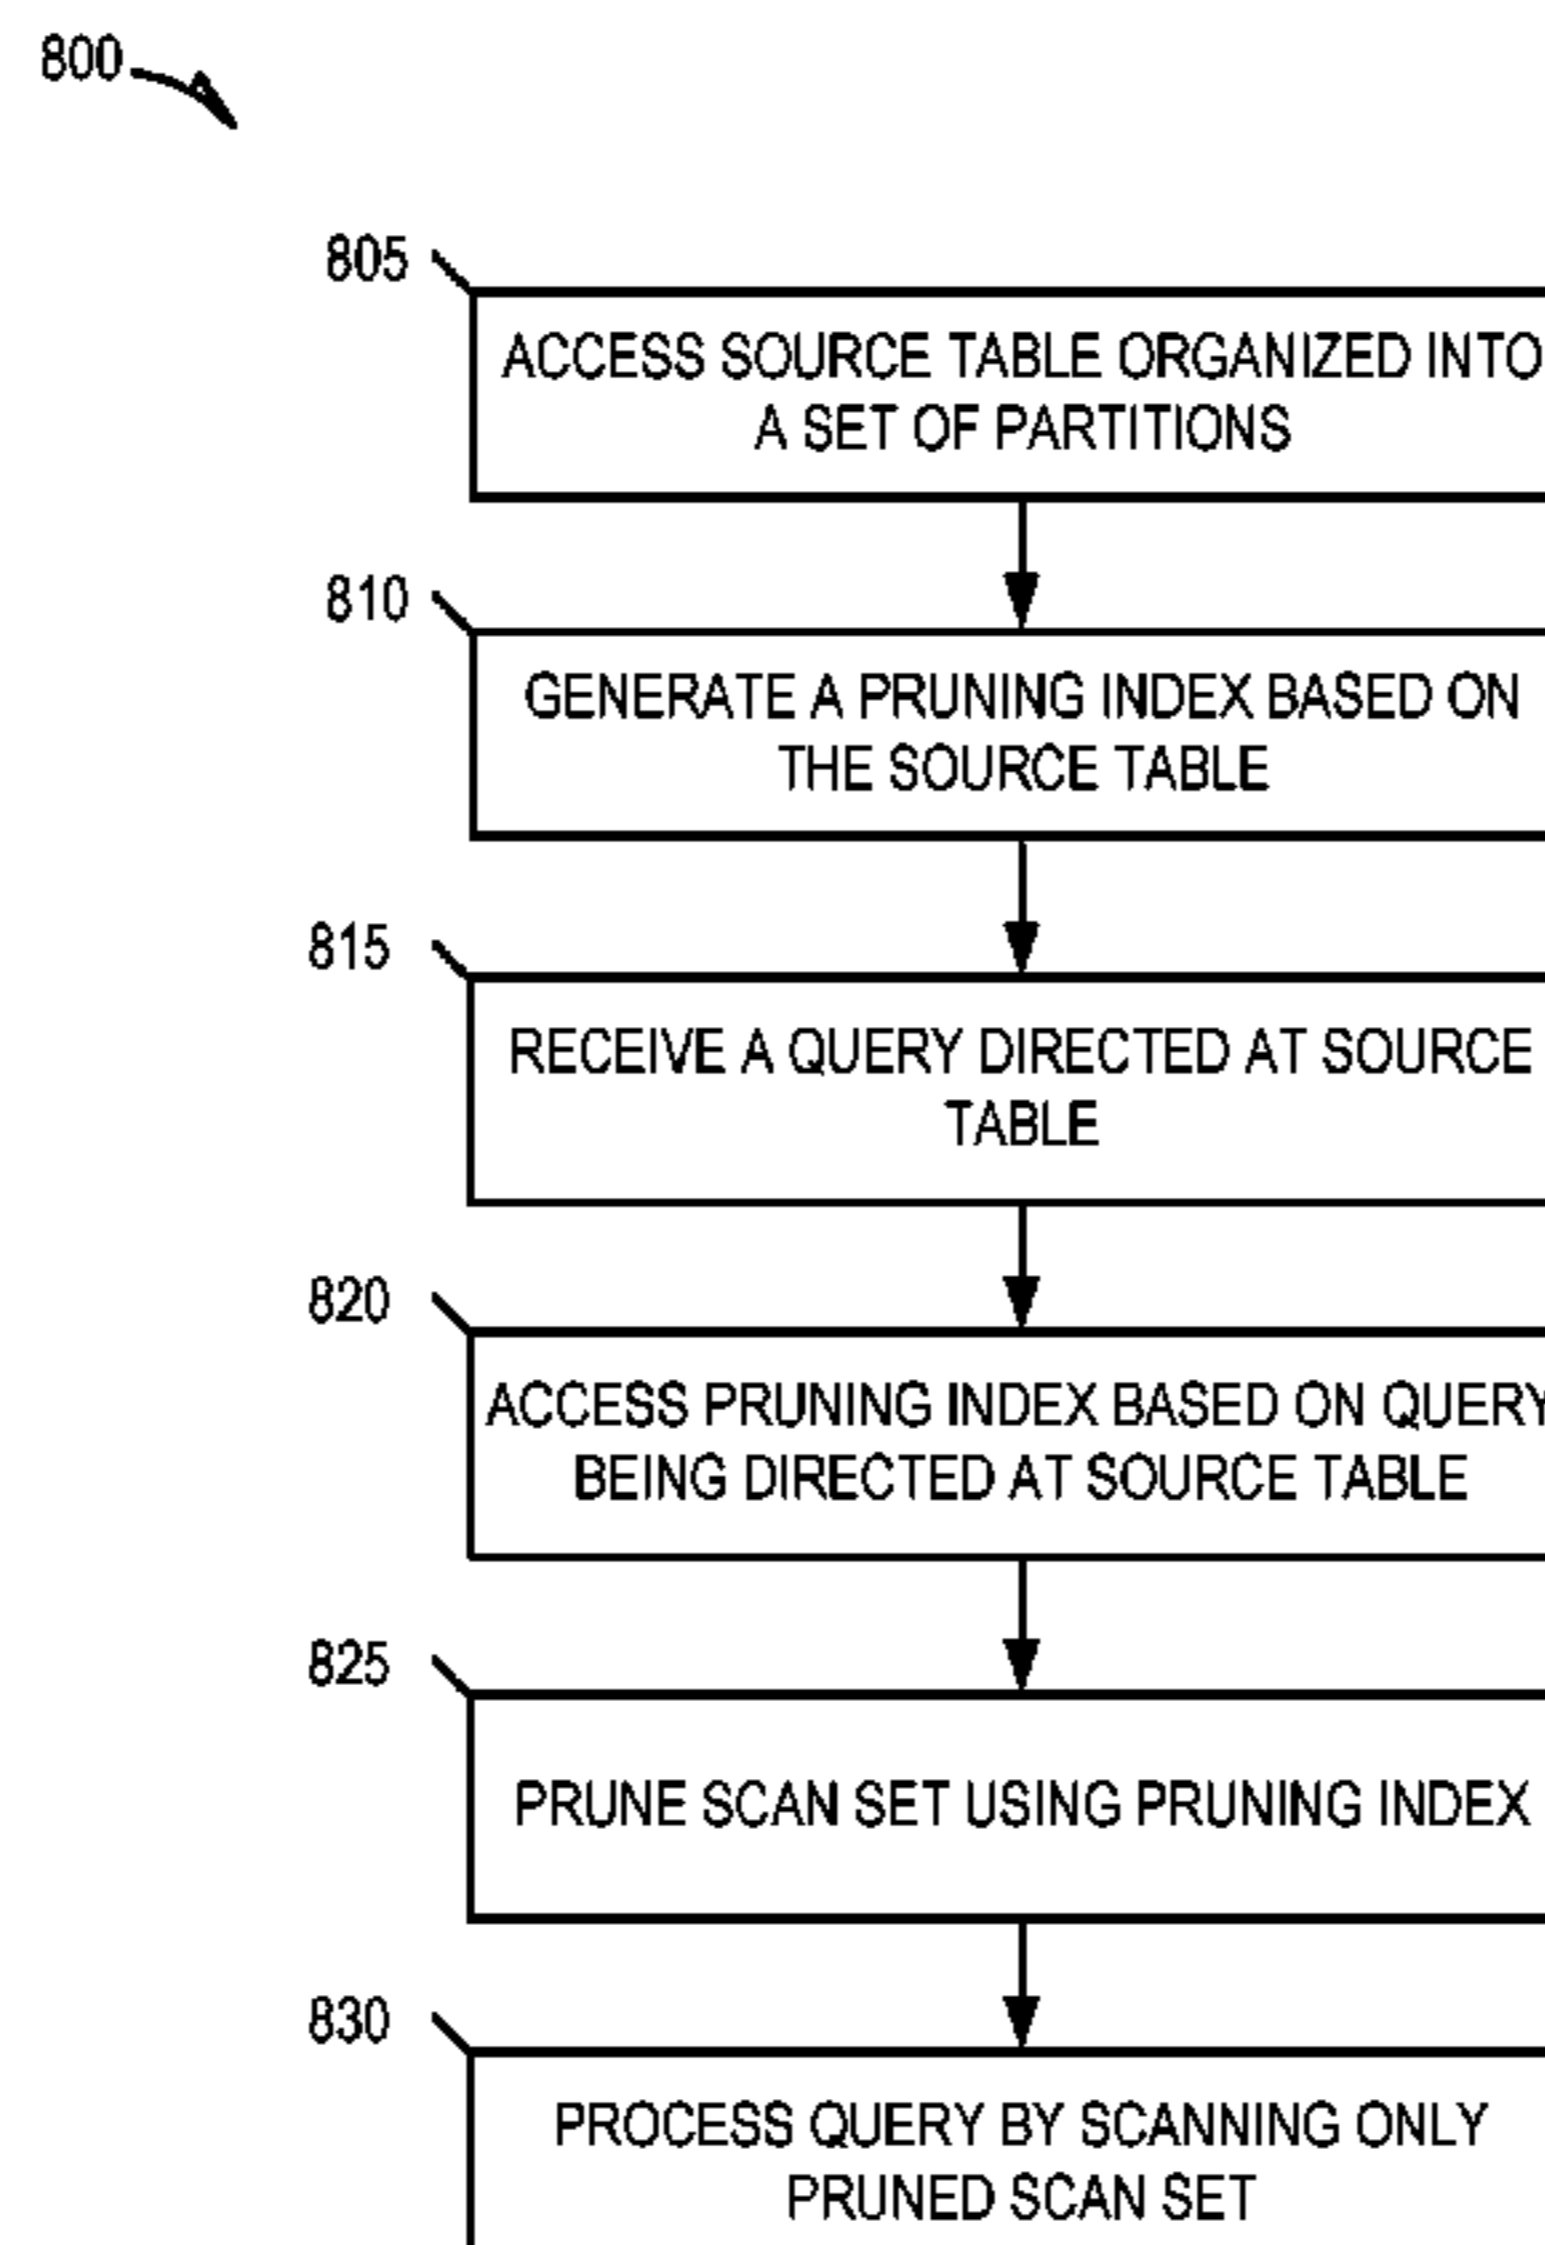 800
805
ACCESS SOURCE TABLE ORGANIZED INTO
A SET OF PARTITIONS
810
GENERATE A PRUNING INDEX BASED ON
THE SOURCE TABLE
815
RECEIVE A QUERY DIRECTED AT SOURCE
TABLE
820
ACCESS PRUNING INDEX BASED ON QUERY
BEING DIRECTED AT SOURCE TABLE
825
PRUNE SCAN SET USING PRUNING INDEX
830
PROCESS QUERY BY SCANNING ONLY
PRUNED SCAN SET